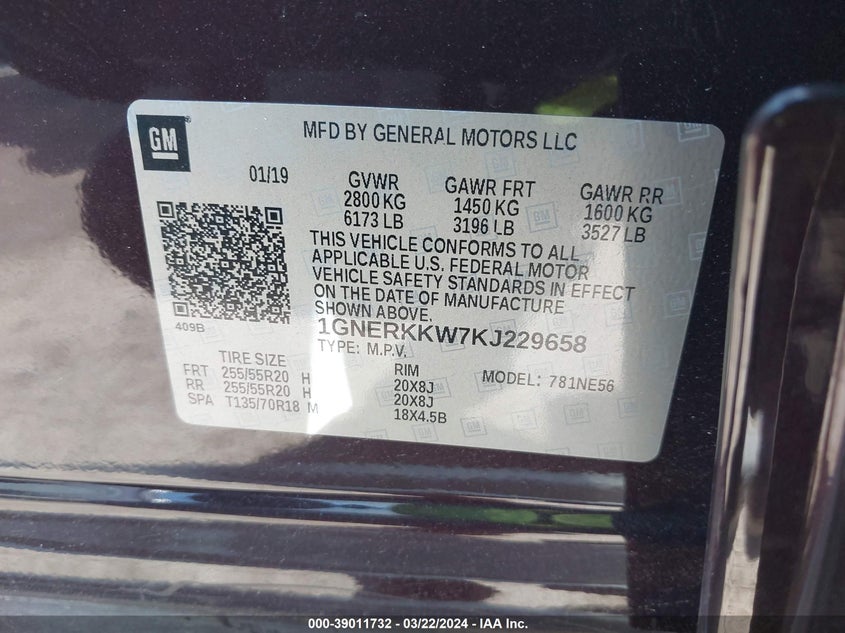 GM
MFD BY GENERAL MOTORS LLC
01/19
GVWR
2800 KG
6173 LB
GAWR FRT
1450 KG
3196 LB
GAWR RR
1600 KG
3527 LB
THIS VEHICLE CONFORMS TO ALL
APPLICABLE U.S. FEDERAL MOTOR
VEHICLE SAFETY STANDARDS IN EFFECT
ON THE DATE OF MANUFACTURE
SHOWN ABOVE.
409B
1GNERKKW7KJ229658
TYPE: M.P.V.
MODEL: 781NE56
TIRE SIZE
FRT 255/55R20 H
RR 255/55R20 H
SPA T135/70R18 M
RIM
20X8J
20X8J
18X4.5B
000-39011732 - 03/22/2024 - IAA Inc.